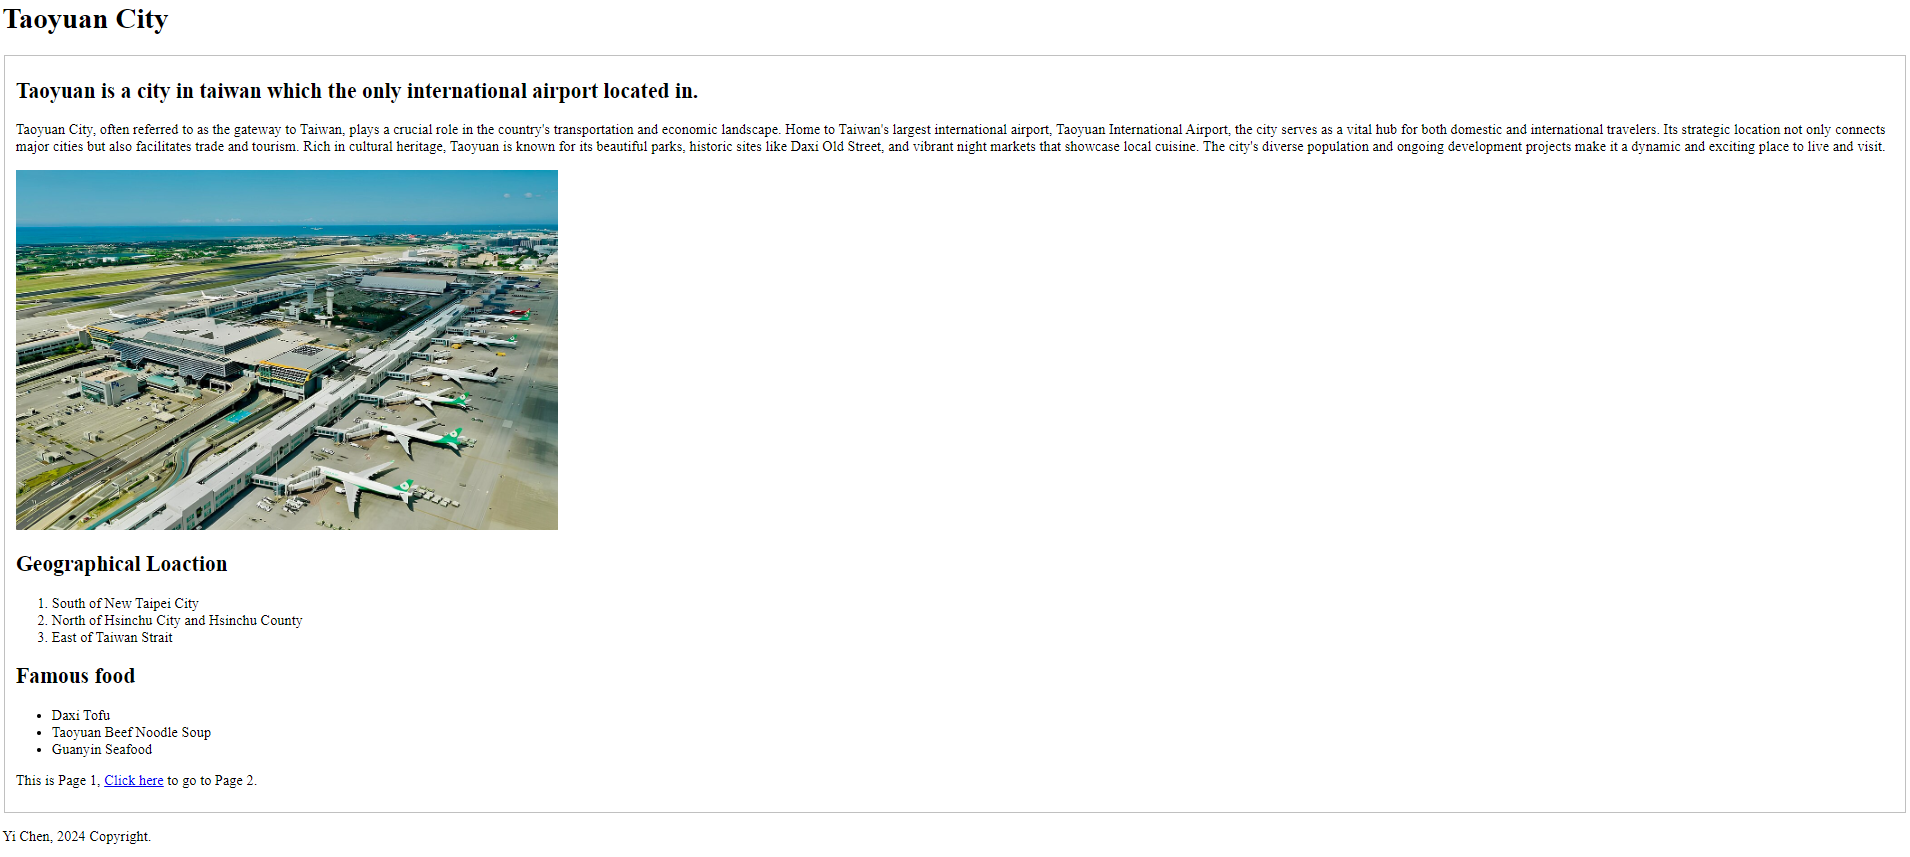 Taoyuan City
Taoyuan is a city in taiwan which the only international airport located in.
Taoyuan City, often referred to as the gateway to Taiwan, plays a crucial role in the country's transportation and economic landscape. Home to Taiwan's largest international airport, Taoyuan International Airport, the city serves as a vital hub for both domestic and international travelers. Its strategic location not only connects
major cities but also facilitates trade and tourism. Rich in cultural heritage, Taoyuan is known for its beautiful parks, historic sites like Daxi Old Street, and vibrant night markets that showcase local cuisine. The city's diverse population and ongoing development projects make it a dynamic and exciting place to live and visit.
Geographical Loaction
1. South of New Taipei City
2. North of Hsinchu City and Hsinchu County
3. East of Taiwan Strait
Famous food
• Daxi Tofu
• Taoyuan Beef Noodle Soup
• Guanyin Seafood
This is Page 1, Click here to go to Page 2.
Yi Chen, 2024 Copyright.